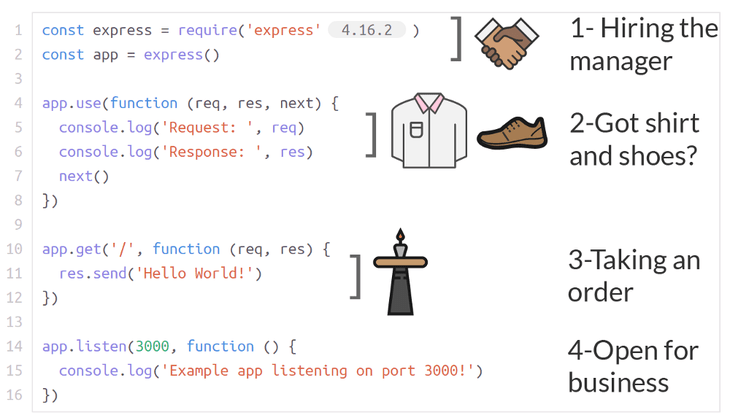 1 const express = require('express' 4.16.2 )
2 const app = express()
3
4 app.use(function (req, res, next) {
5 console.log('Request: ', req)
6 console.log('Response: ', res)
7 next()
8 })
9
10 app.get('/', function (req, res) {
11 res.send('Hello World!')
12 })
13
14 app.listen(3000, function () {
15 console.log('Example app listening on port 3000!')
16 })
1- Hiring the
manager
2-Got shirt
and shoes?
3-Taking an
order
4-Open for
business